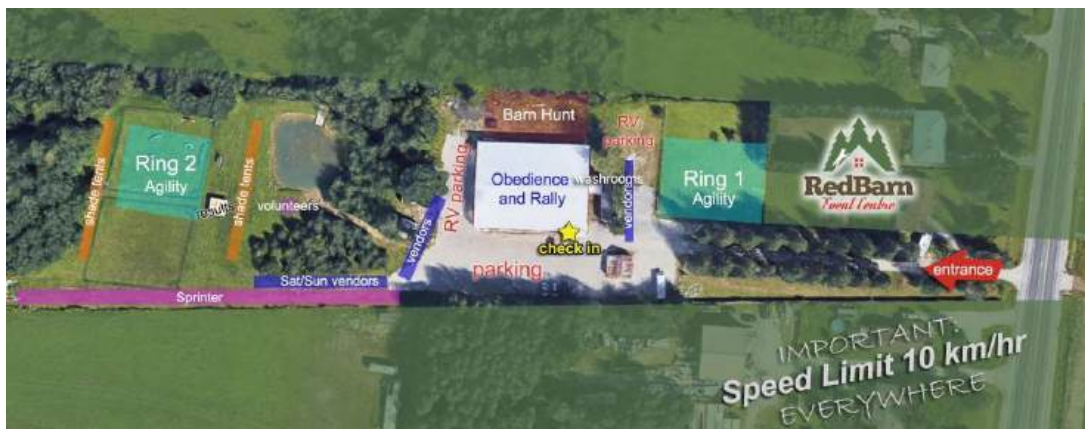 Barn Hunt
RV
parking
RV parking
Ring 2
Agility
shade tents
shade tents
results
volunteers
Obedience
and Rally
washrooms
vendors
vendors
Ring 1
Agility
RedBarn
Event Centre
check in
parking
entrance
Sat/Sun vendors
Sprinter
IMPORTANT:
Speed Limit 10 km/hr
EVERYWHERE